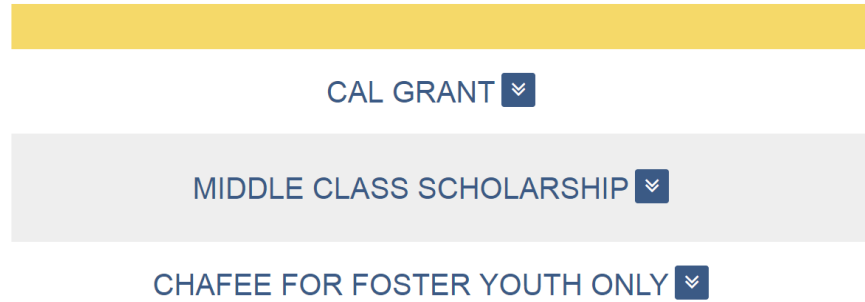 CAL GRANT
MIDDLE CLASS SCHOLARSHIP
CHAFEE FOR FOSTER YOUTH ONLY